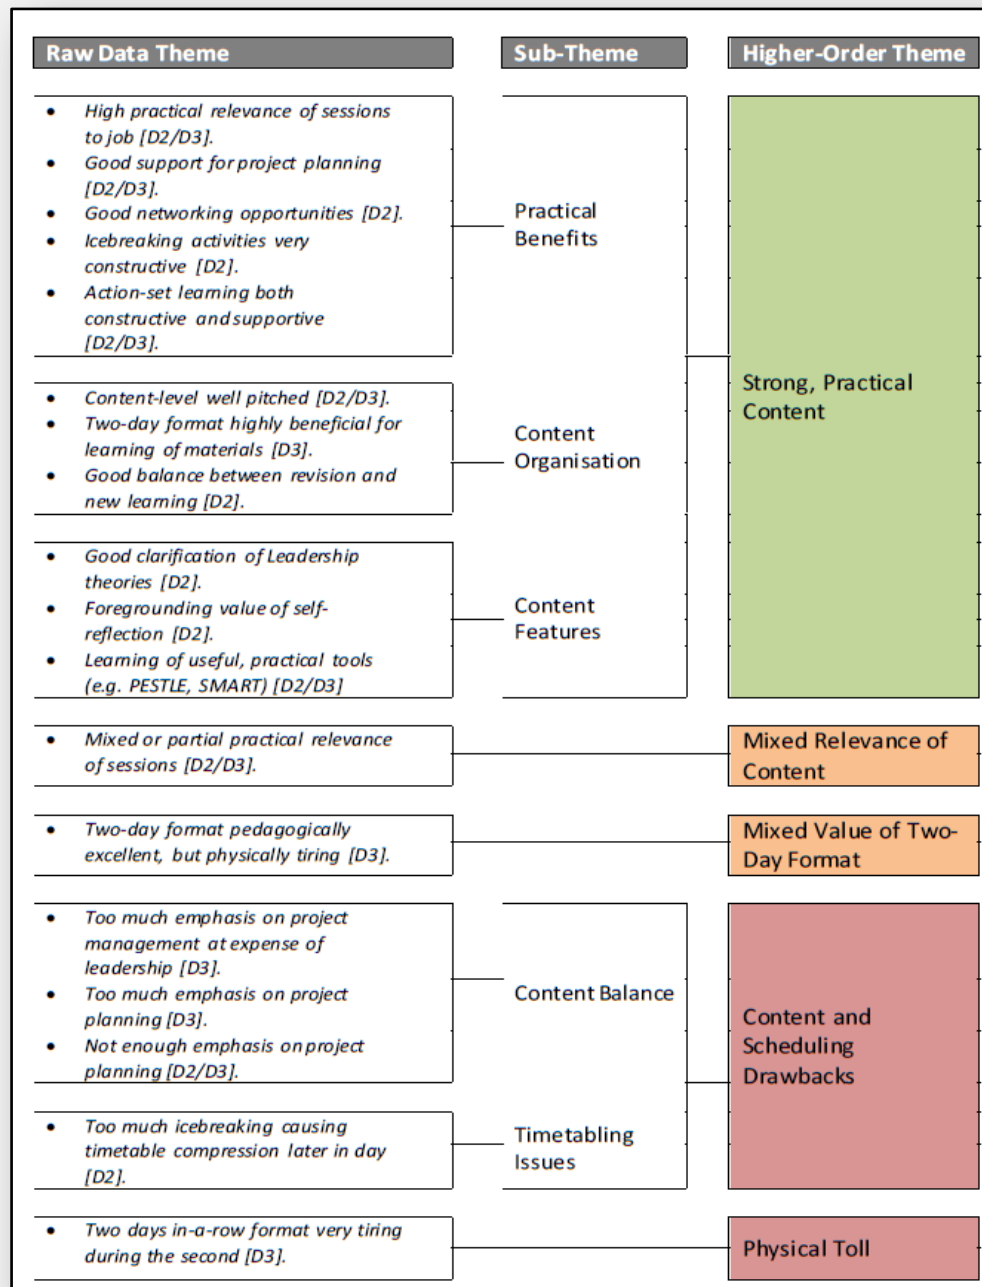 Raw Data Theme
Sub-Theme
Higher-Order Theme
• High practical relevance of sessions
to job [D2/D3].
• Good support for project planning
[D2/D3].
• Good networking opportunities [D2].
• Icebreaking activities very
constructive [D2].
• Action-set learning both
constructive and supportive
[D2/D3].
Practical
Benefits
• Content-level well pitched [D2/D3].
• Two-day format highly beneficial for
learning of materials [D3].
• Good balance between revision and
new learning [D2].
Content
Organisation
• Good clarification of Leadership
theories [D2].
• Foregrounding value of self-
reflection [D2].
• Learning of useful, practical tools
(e.g. PESTLE, SMART) [D2/D3]
Content
Features
Strong, Practical
Content
• Mixed or partial practical relevance
of sessions [D2/D3].
Mixed Relevance of
Content
• Two-day format pedagogically
excellent, but physically tiring [D3].
Mixed Value of Two-
Day Format
• Too much emphasis on project
management at expense of
leadership [D3].
• Too much emphasis on project
planning [D3].
• Not enough emphasis on project
planning [D2/D3].
Content Balance
• Too much icebreaking causing
timetable compression later in day
[D2].
Timetabling
Issues
Content and
Scheduling
Drawbacks
• Two days in-a-row format very tiring
during the second [D3].
Physical Toll